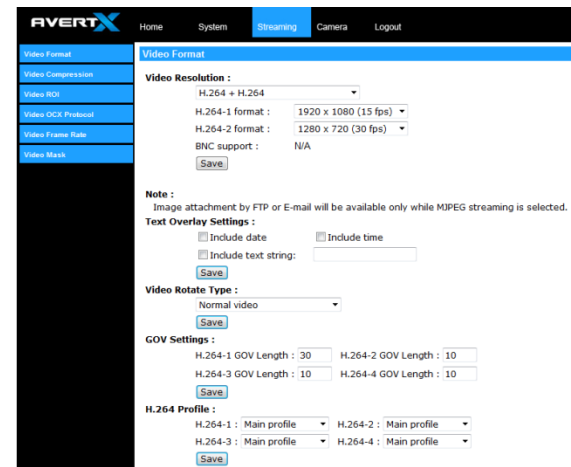 AVERTX
Home System Streaming Camera Logout
Video Format
Video Compression
Video ROI
Video OCX Protocol
Video Frame Rate
Video Mask
Video Format
Video Resolution :
H.264 + H.264
H.264-1 format : 1920 x 1080 (15 fps)
H.264-2 format : 1280 x 720 (30 fps)
BNC support : N/A
Save
Note :
Image attachment by FTP or E-mail will be available only while MJPEG streaming is selected.
Text Overlay Settings :
Include date Include time
Include text string:
Save
Video Rotate Type :
Normal video
Save
GOV Settings :
H.264-1 GOV Length : 30 H.264-2 GOV Length : 10
H.264-3 GOV Length : 10 H.264-4 GOV Length : 10
Save
H.264 Profile :
H.264-1 : Main profile H.264-2 : Main profile
H.264-3 : Main profile H.264-4 : Main profile
Save